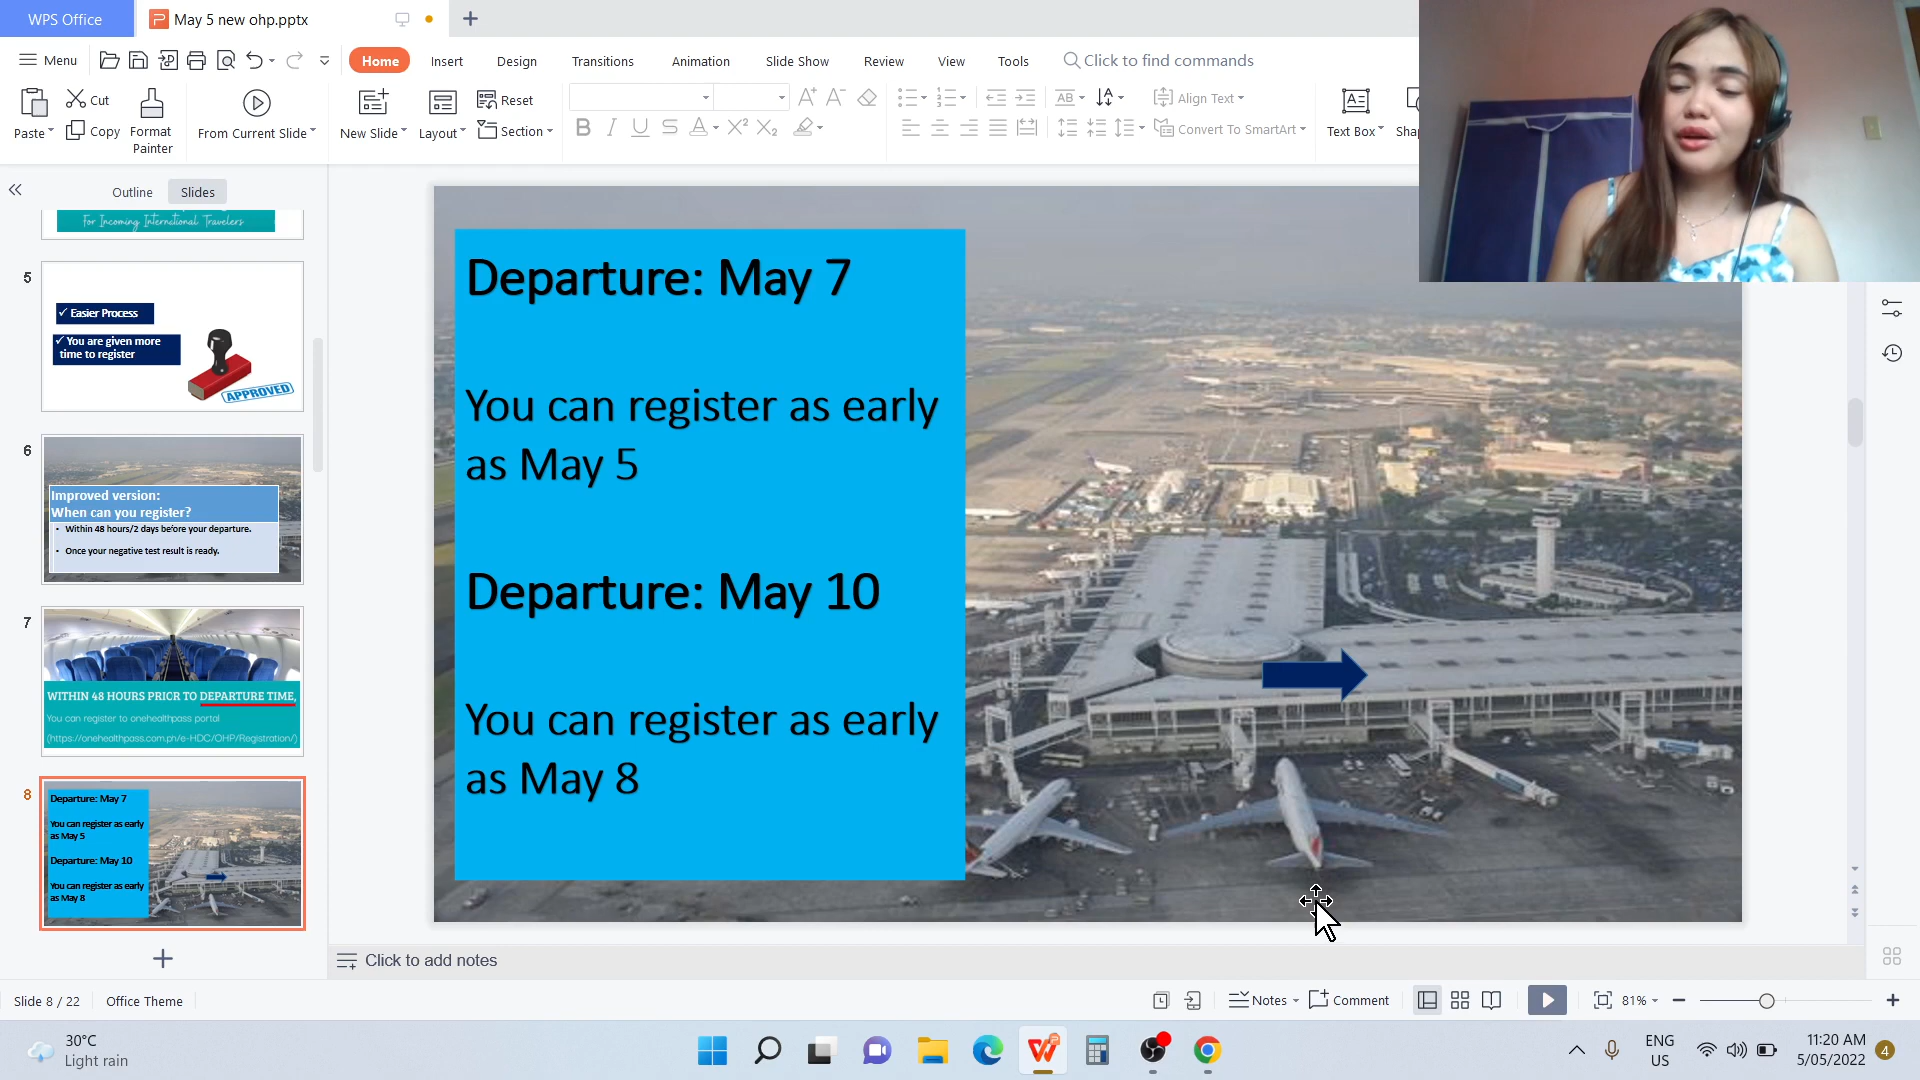 WPS Office
May 5 new ohp.pptx
Menu
Home
Insert
Design
Transitions
Animation
Slide Show
Review
View
Tools
Click to find commands
Paste
Cut
Copy
Format
Painter
From Current Slide
New Slide
Layout
Reset
Section
Align Text
Convert To SmartArt
Text Box
Outline
Slides
For Incoming International Travelers
5
✓ Easier Process
✓ You are given more
time to register
APPROVED
6
Improved version:
When can you register?
• Within 48 hours/2 days before your departure.
• Once your negative test result is ready.
7
WITHIN 48 HOURS PRIOR TO DEPARTURE TIME,
You can register to onehealthpass portal
(https://onehealthpass.com.ph/e-HDC/OHP/Registration/)
8
Departure: May 7
You can register as early
as May 5
Departure: May 10
You can register as early
as May 8
Departure: May 7
You can register as early
as May 5
Departure: May 10
You can register as early
as May 8
Click to add notes
Slide 8 / 22
Office Theme
Notes
Comment
81%
30°C
Light rain
ENG
US
11:20 AM
5/05/2022
4